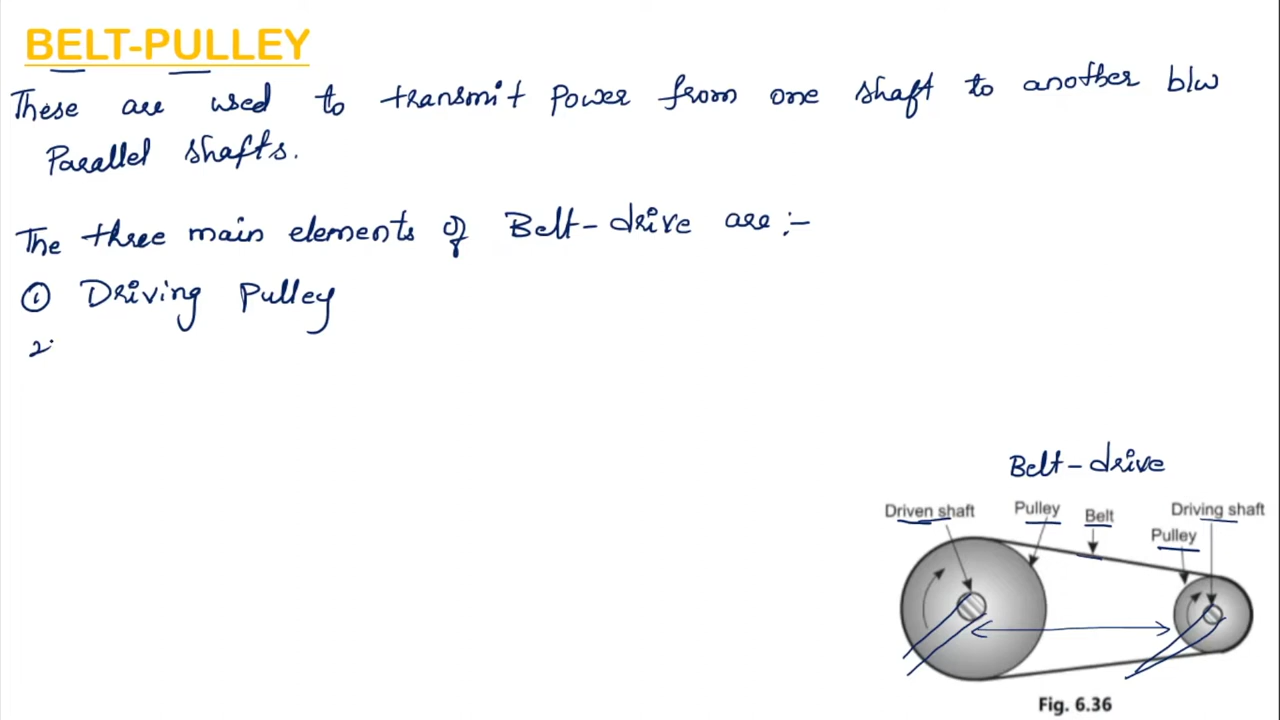 BELT-PULLEY
These are used to transmit power from one shaft to another b/w
Parallel shafts.
The three main elements of Belt-drive are :-
① Driving Pulley
2.
Belt-drive
Driven shaft
Pulley
Belt
Driving shaft
Pulley
Fig. 6.36